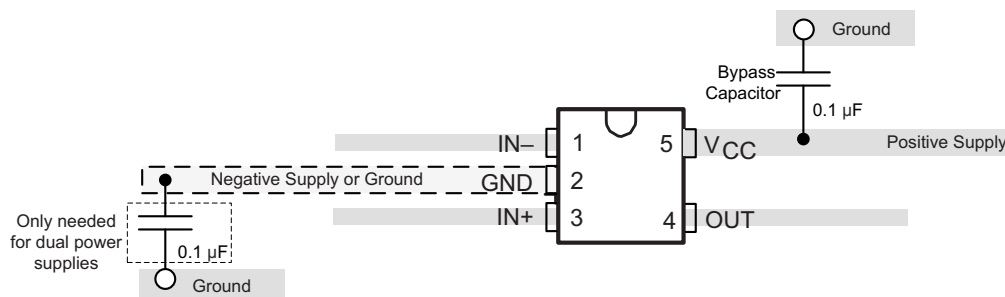 Ground
Bypass
Capacitor
0.1 µF
IN–
1
5
VCC
Positive Supply
Negative Supply or Ground
GND
2
Only needed
for dual power
supplies
0.1 µF
IN+
3
4
OUT
Ground